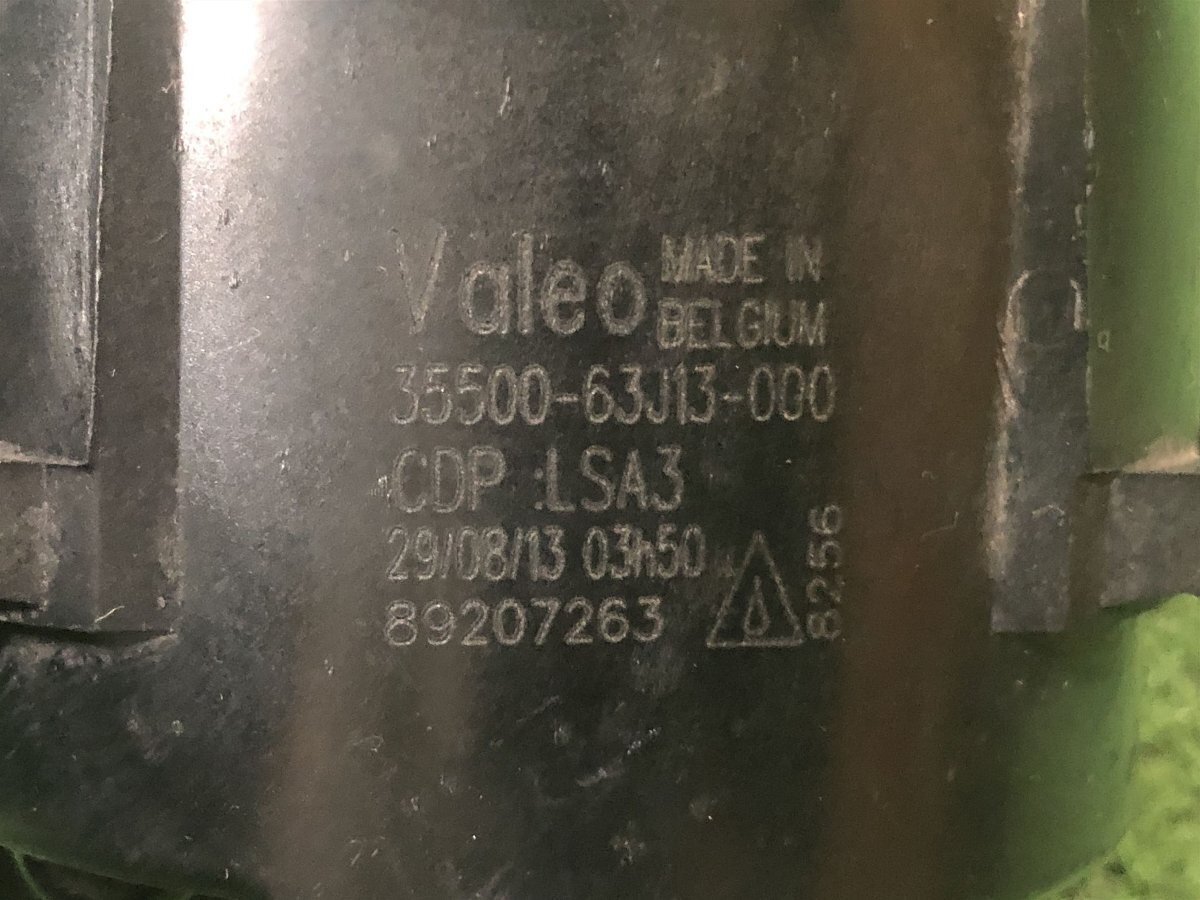 Valeo MADE IN BELGIUM
35500-63J13-000
CDP :LSA3
29/08/13 03h50
89207263
8256